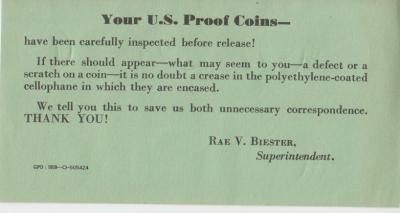 Your U.S. Proof Coins—
have been carefully inspected before release!
If there should appear—what may seem to you—a defect or a
scratch on a coin—it is no doubt a crease in the polyethylene-coated
cellophane in which they are encased.
We tell you this to save us both unnecessary correspondence.
THANK YOU!
RAE V. BIESTER,
Superintendent.